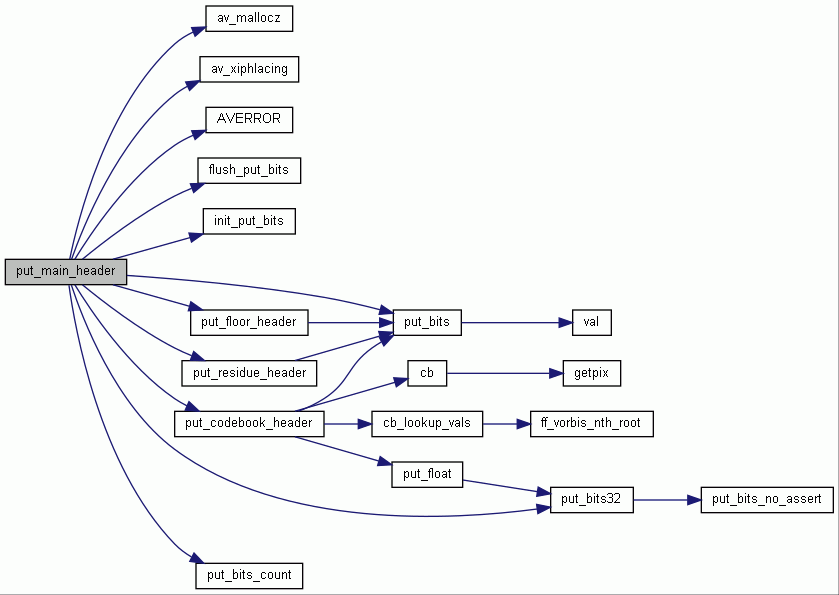 av_mallocz
av_xiphlacing
AVERROR
flush_put_bits
init_put_bits
put_main_header
put_floor_header
put_bits
val
put_residue_header
cb
getpix
put_codebook_header
cb_lookup_vals
ff_vorbis_nth_root
put_float
put_bits32
put_bits_no_assert
put_bits_count